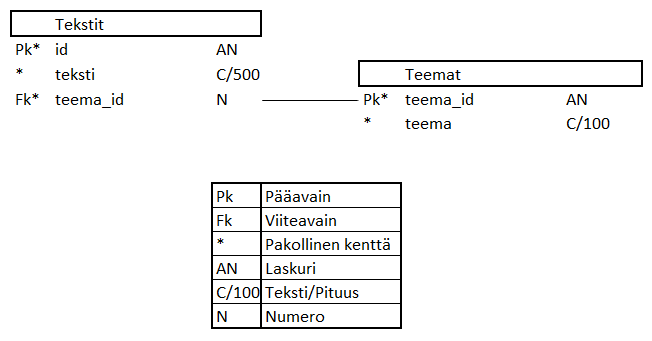 Tekstit
Pk* id AN
* teksti C/500
Fk* teema_id N
Teemat
Pk* teema_id AN
* teema C/100
Pk Pääavain
Fk Viiteavain
* Pakollinen kenttä
AN Laskuri
C/100 Teksti/Pituus
N Numero